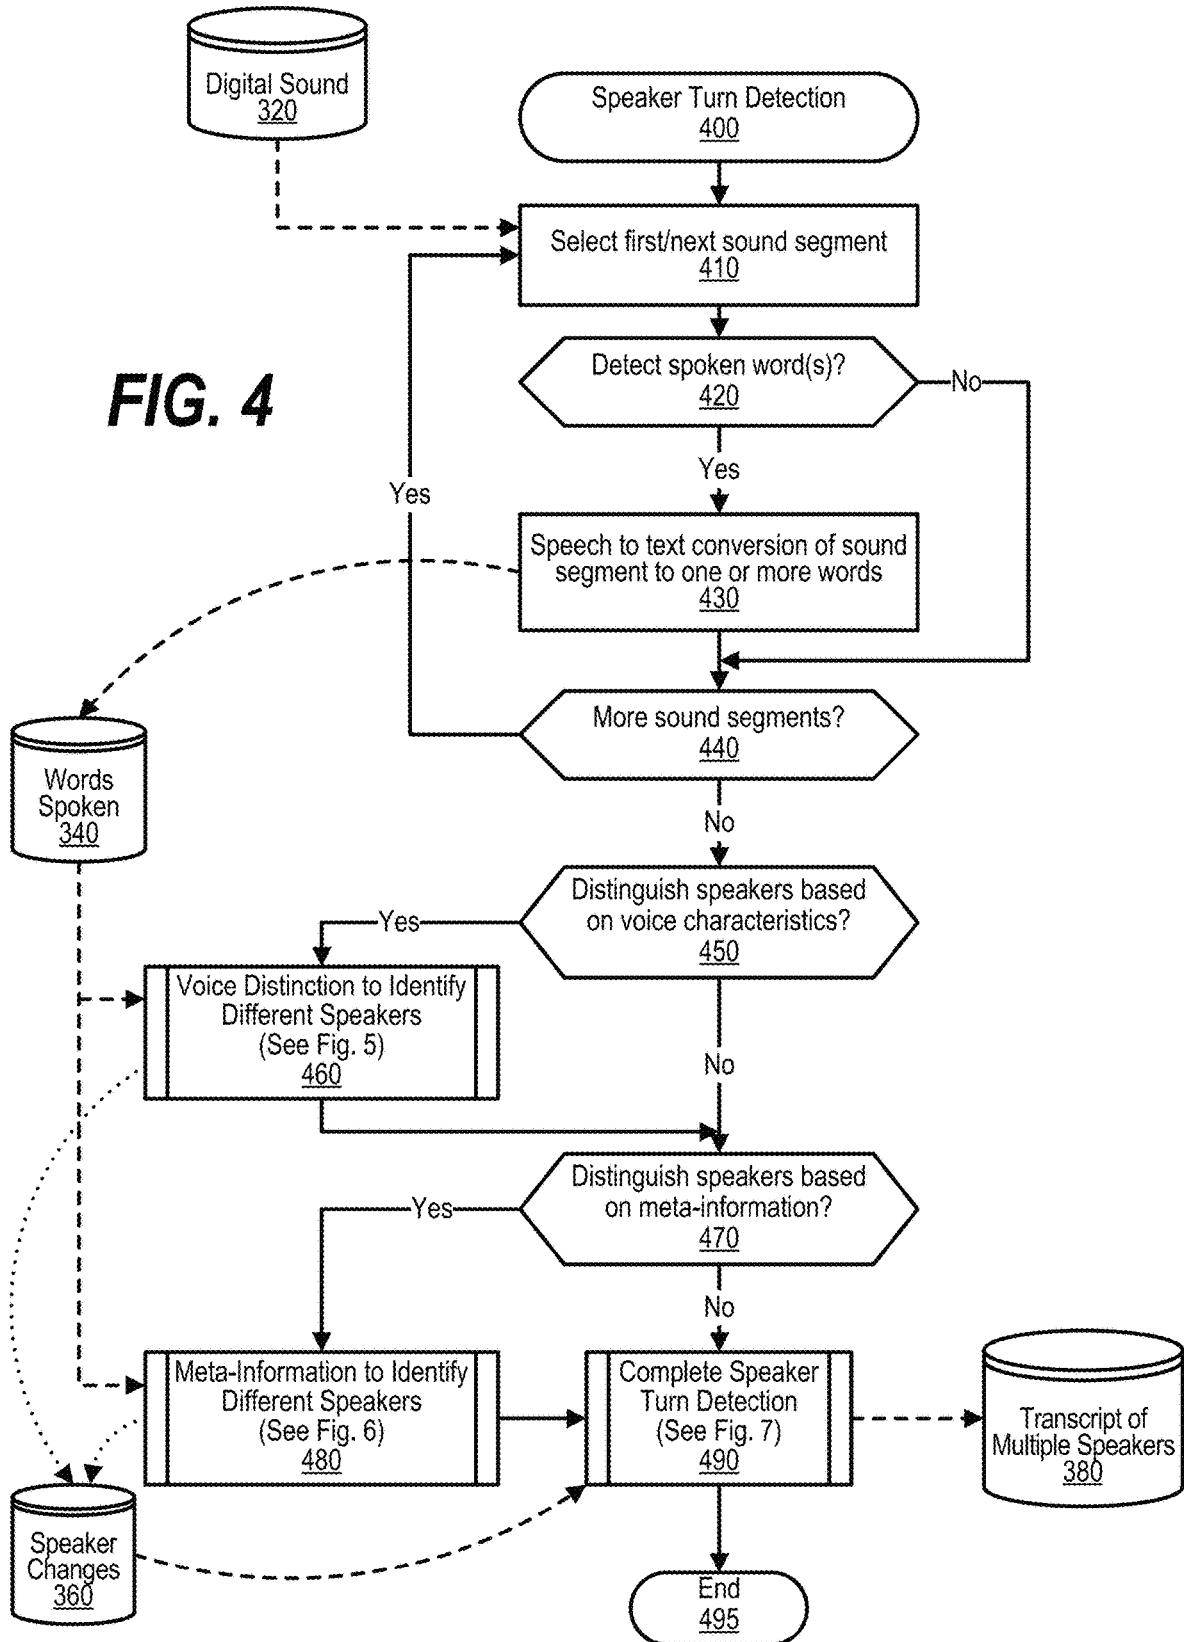 Digital Sound
320
Speaker Turn Detection
400
Select first/next sound segment
410
FIG. 4
Detect spoken word(s)?
420
No
Yes
Yes
Speech to text conversion of sound
segment to one or more words
430
More sound segments?
440
Words
Spoken
340
No
Distinguish speakers based
on voice characteristics?
450
Yes
Voice Distinction to Identify
Different Speakers
(See Fig. 5)
460
No
Distinguish speakers based
on meta-information?
470
Yes
No
Meta-Information to Identify
Different Speakers
(See Fig. 6)
480
Complete Speaker
Turn Detection
(See Fig. 7)
490
Transcript of
Multiple Speakers
380
Speaker
Changes
360
End
495